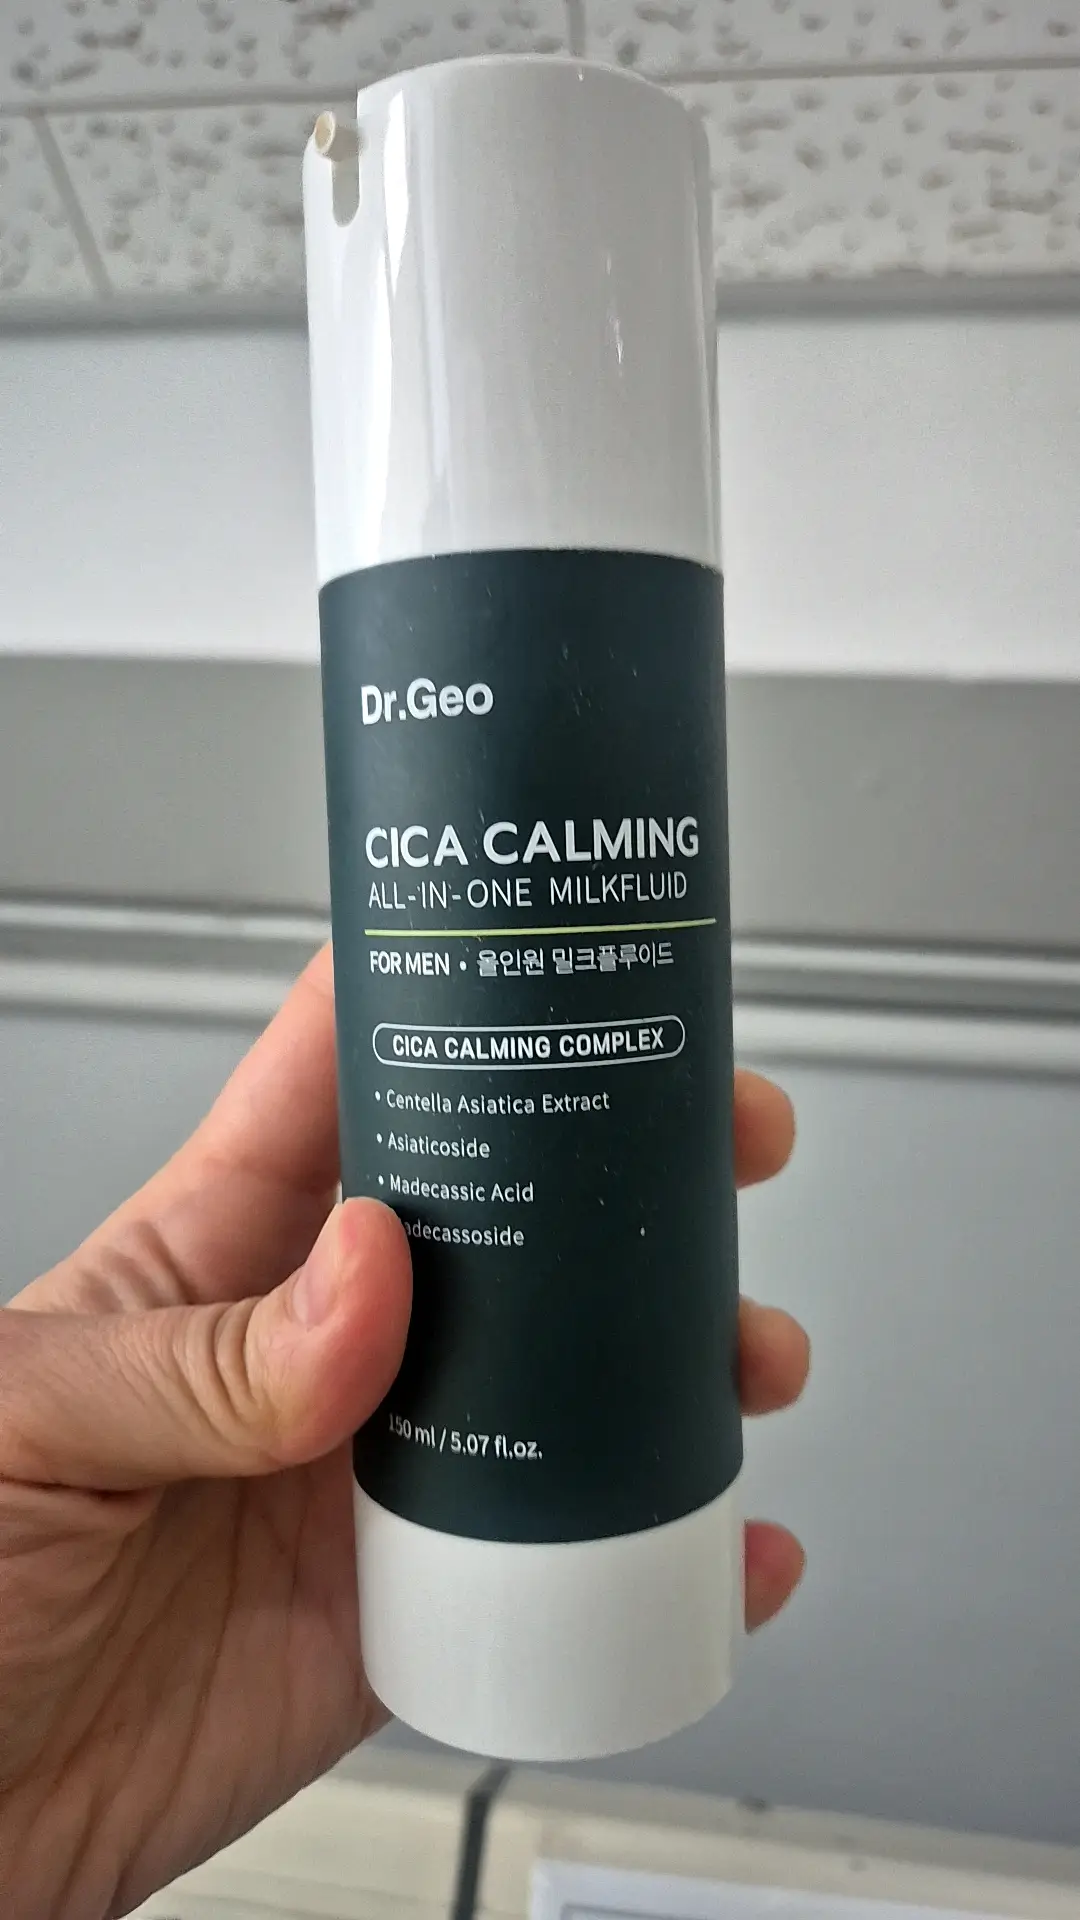 Dr.Geo
CICA CALMING
ALL-IN-ONE MILKFLUID
FOR MEN • 올인원 밀크플루이드
CICA CALMING COMPLEX
• Centella Asiatica Extract
• Asiaticoside
• Madecassic Acid
adecassoside
150 ml / 5.07 fl.oz.